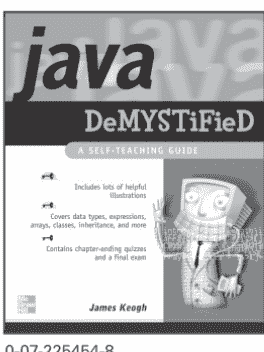 java
DeMYSTiFieD
A SELF-TEACHING GUIDE
Includes lots of helpful
illustrations
Covers data types, expressions,
arrays, classes, inheritance, and more
Contains chapter-ending quizzes
and a final exam
James Keogh
0-07-225454-8